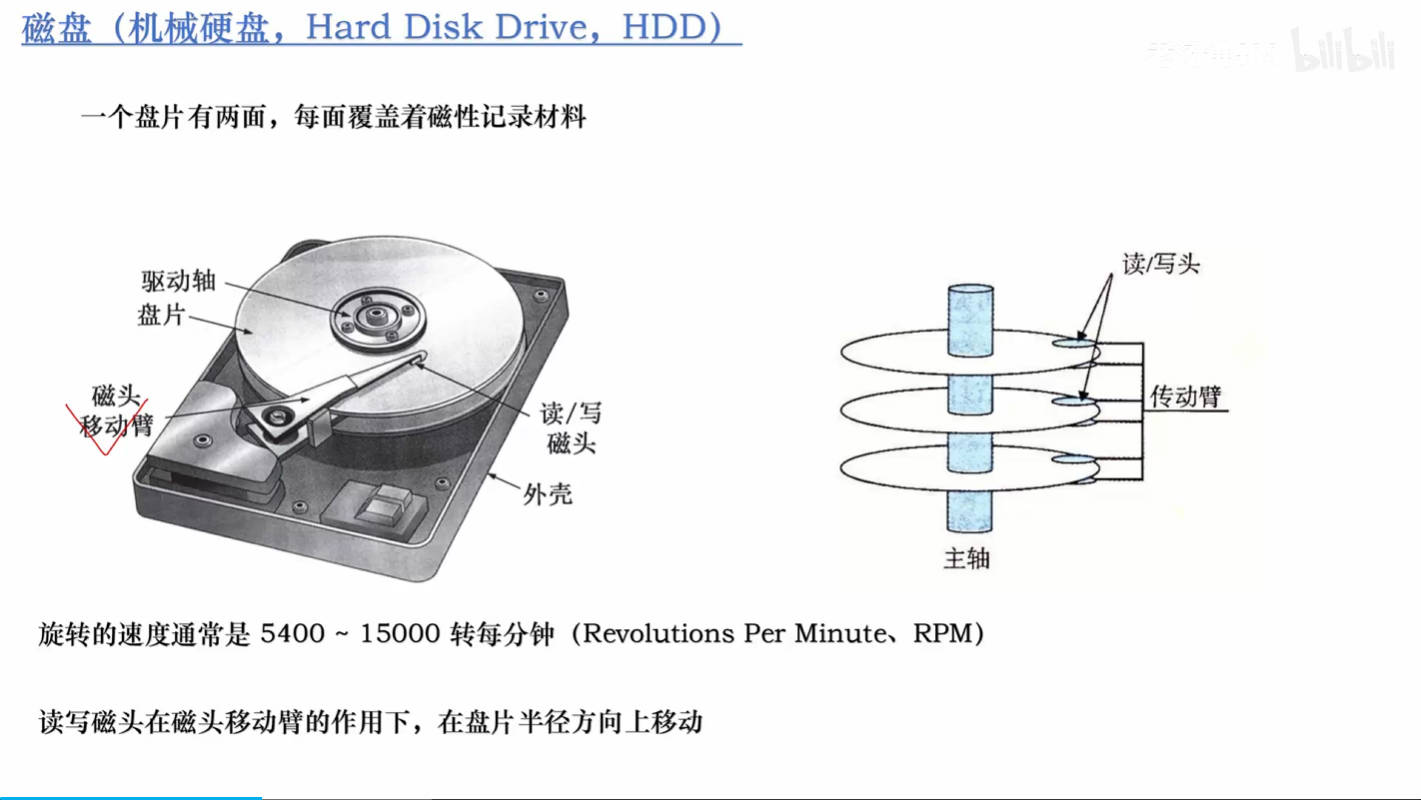 磁盘（机械硬盘，Hard Disk Drive，HDD）
bilibili
一个盘片有两面，每面覆盖着磁性记录材料
驱动轴
盘片
磁头
移动臂
读/写
磁头
外壳
读/写头
传动臂
主轴
旋转的速度通常是 5400 ~ 15000 转每分钟（Revolutions Per Minute、RPM）
读写磁头在磁头移动臂的作用下，在盘片半径方向上移动